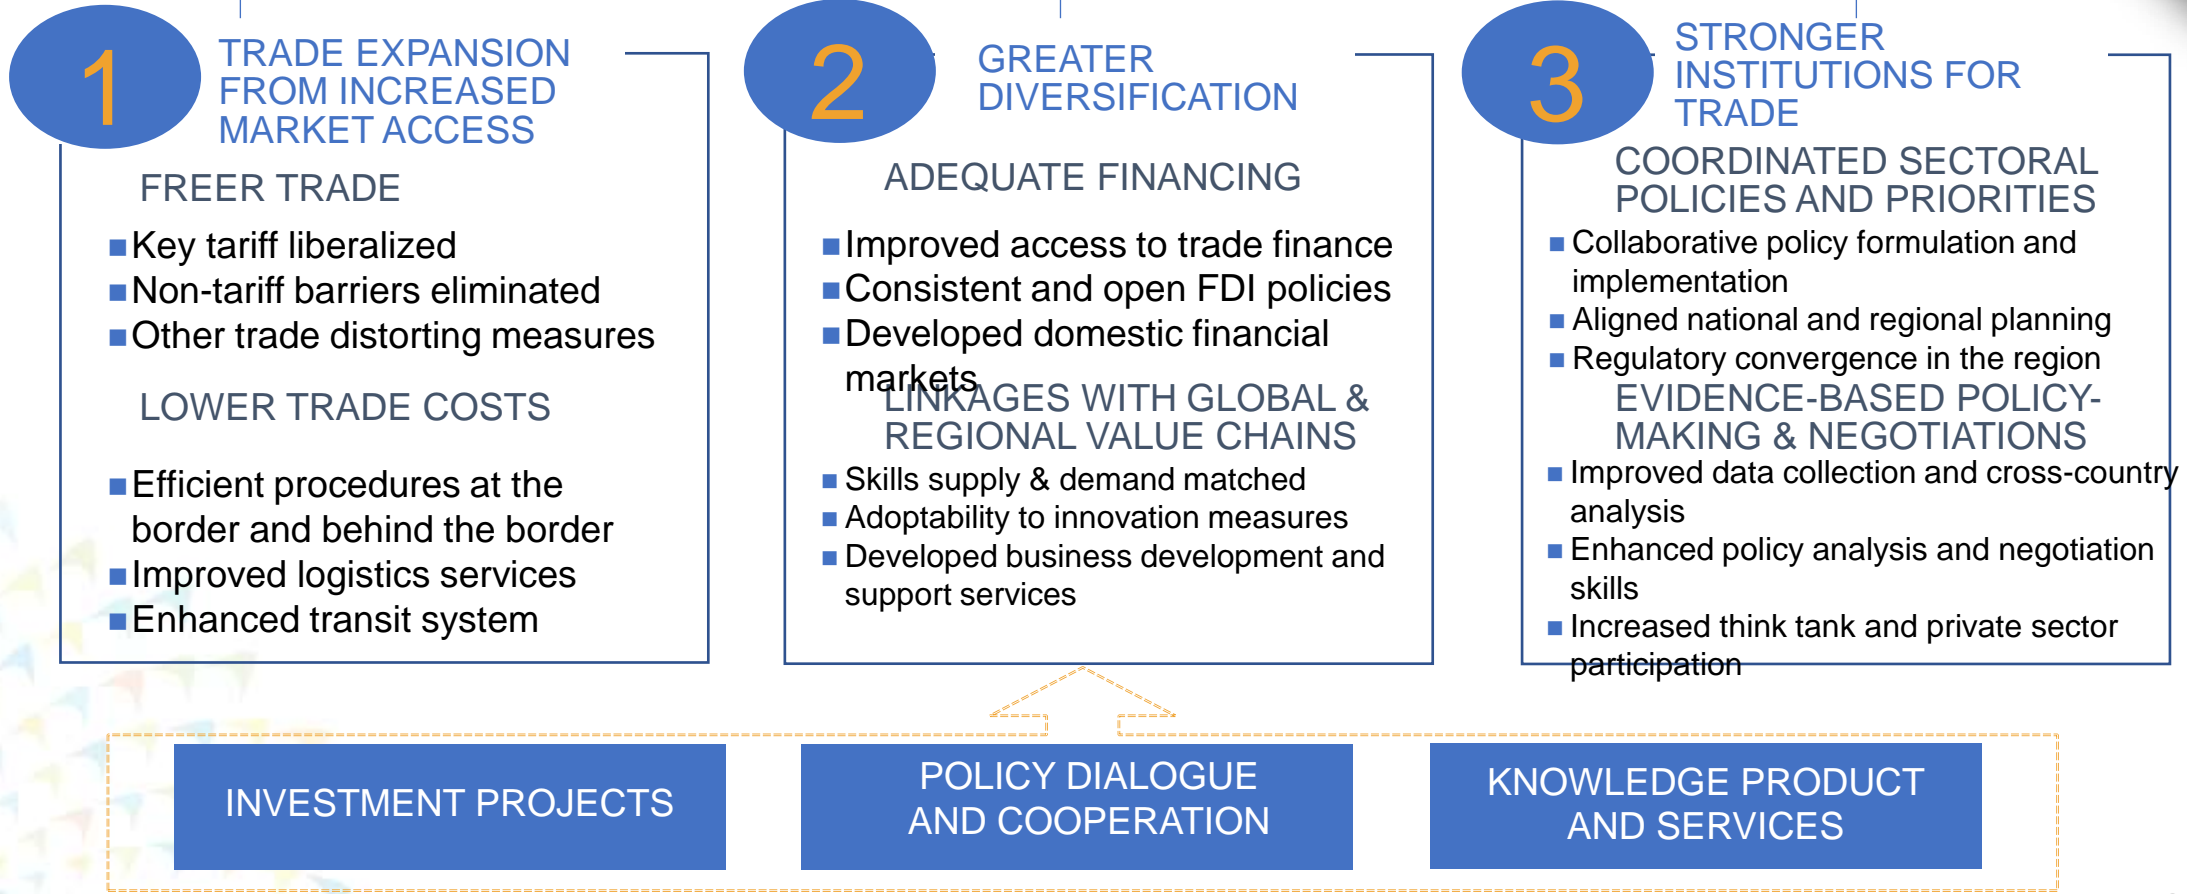 1
TRADE EXPANSION
FROM INCREASED
MARKET ACCESS
FREER TRADE
Key tariff liberalized
Non-tariff barriers eliminated
Other trade distorting measures
LOWER TRADE COSTS
Efficient procedures at the
border and behind the border
Improved logistics services
Enhanced transit system
2
GREATER
DIVERSIFICATION
ADEQUATE FINANCING
Improved access to trade finance
Consistent and open FDI policies
Developed domestic financial
markets
LINKAGES WITH GLOBAL &
REGIONAL VALUE CHAINS
Skills supply & demand matched
Adoptability to innovation measures
Developed business development and
support services
3
STRONGER
INSTITUTIONS FOR
TRADE
COORDINATED SECTORAL
POLICIES AND PRIORITIES
Collaborative policy formulation and
implementation
Aligned national and regional planning
Regulatory convergence in the region
EVIDENCE-BASED POLICY-
MAKING & NEGOTIATIONS
Improved data collection and cross-country
analysis
Enhanced policy analysis and negotiation
skills
Increased think tank and private sector
participation
INVESTMENT PROJECTS
POLICY DIALOGUE
AND COOPERATION
KNOWLEDGE PRODUCT
AND SERVICES